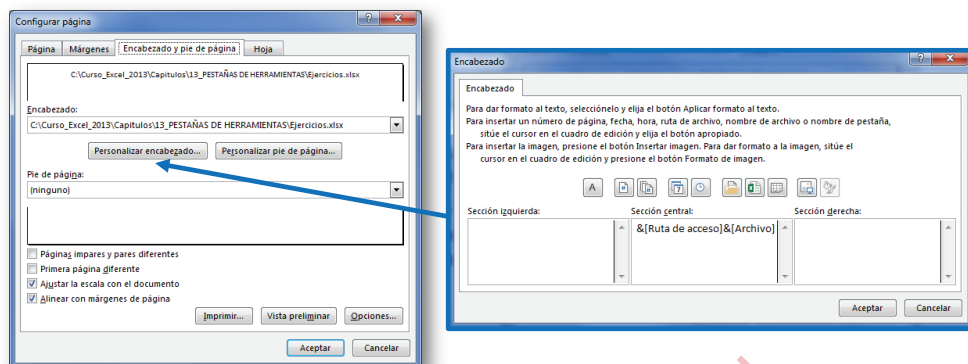 Configurar página
Página Márgenes Encabezado y pie de página Hoja
C:\Curso_Excel_2013\Capitulos\13_PESTAÑAS DE HERRAMIENTAS\Ejercicios.xlsx
Encabezado:
C:\Curso_Excel_2013\Capitulos\13_PESTAÑAS DE HERRAMIENTAS\Ejercicios.xlsx
Personalizar encabezado... Personalizar pie de página...
Pie de página:
(ninguno)
Páginas impares y pares diferentes
Primera página diferente
Ajustar la escala con el documento
Alinear con márgenes de página
Imprimir... Vista preliminar Opciones...
Aceptar Cancelar
Encabezado
Encabezado
Para dar formato al texto, selecciónelo y elija el botón Aplicar formato al texto.
Para insertar un número de página, fecha, hora, ruta de archivo, nombre de archivo o nombre de pestaña,
sitúe el cursor en el cuadro de edición y elija el botón apropiado.
Para insertar la imagen, presione el botón Insertar imagen. Para dar formato a la imagen, sitúe el
cursor en el cuadro de edición y presione el botón Formato de imagen.
A
Sección izquierda: Sección central: Sección derecha:
&[Ruta de acceso]&[Archivo]
Aceptar Cancelar